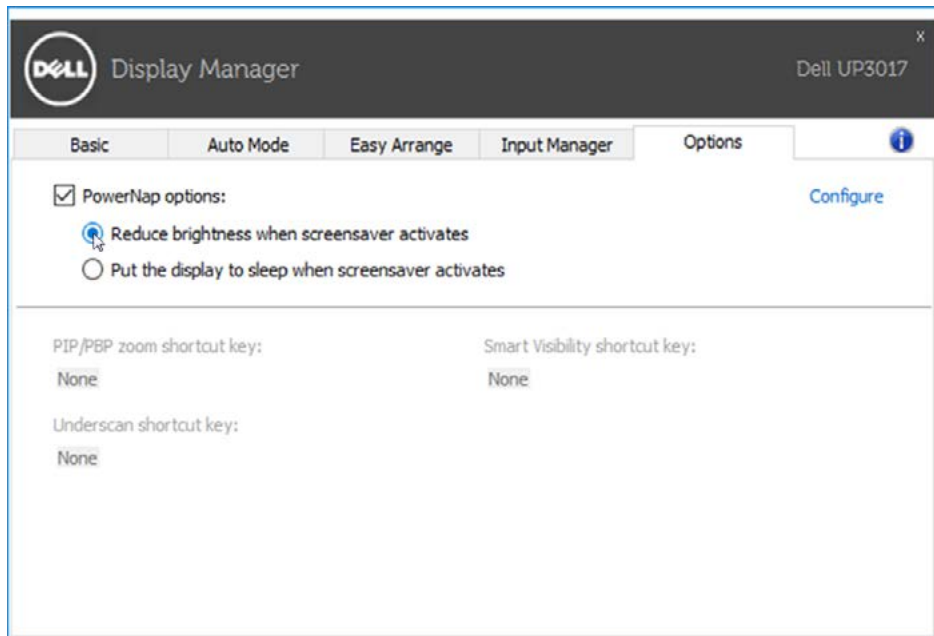 x
DELL Display Manager Dell UP3017
Basic Auto Mode Easy Arrange Input Manager Options i
PowerNap options: Configure
Reduce brightness when screensaver activates
Put the display to sleep when screensaver activates
PIP/PBP zoom shortcut key: Smart Visibility shortcut key:
None None
Underscan shortcut key:
None